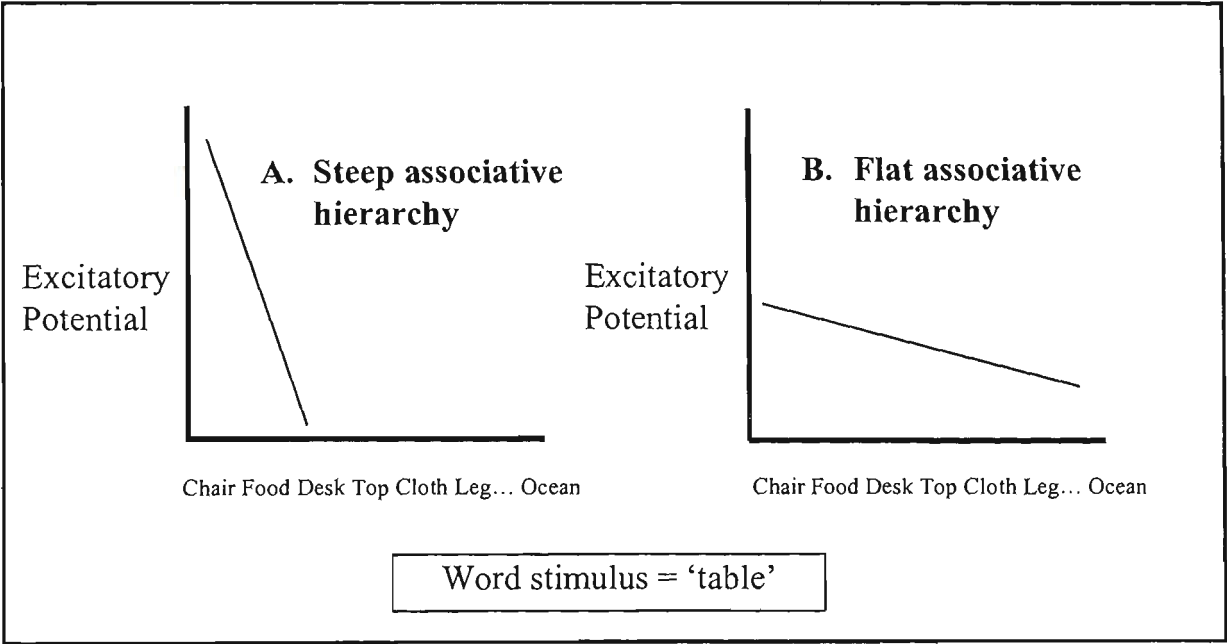 A. Steep associative
hierarchy
Excitatory
Potential
Chair Food Desk Top Cloth Leg... Ocean
B. Flat associative
hierarchy
Excitatory
Potential
Chair Food Desk Top Cloth Leg... Ocean
Word stimulus = ‘table’